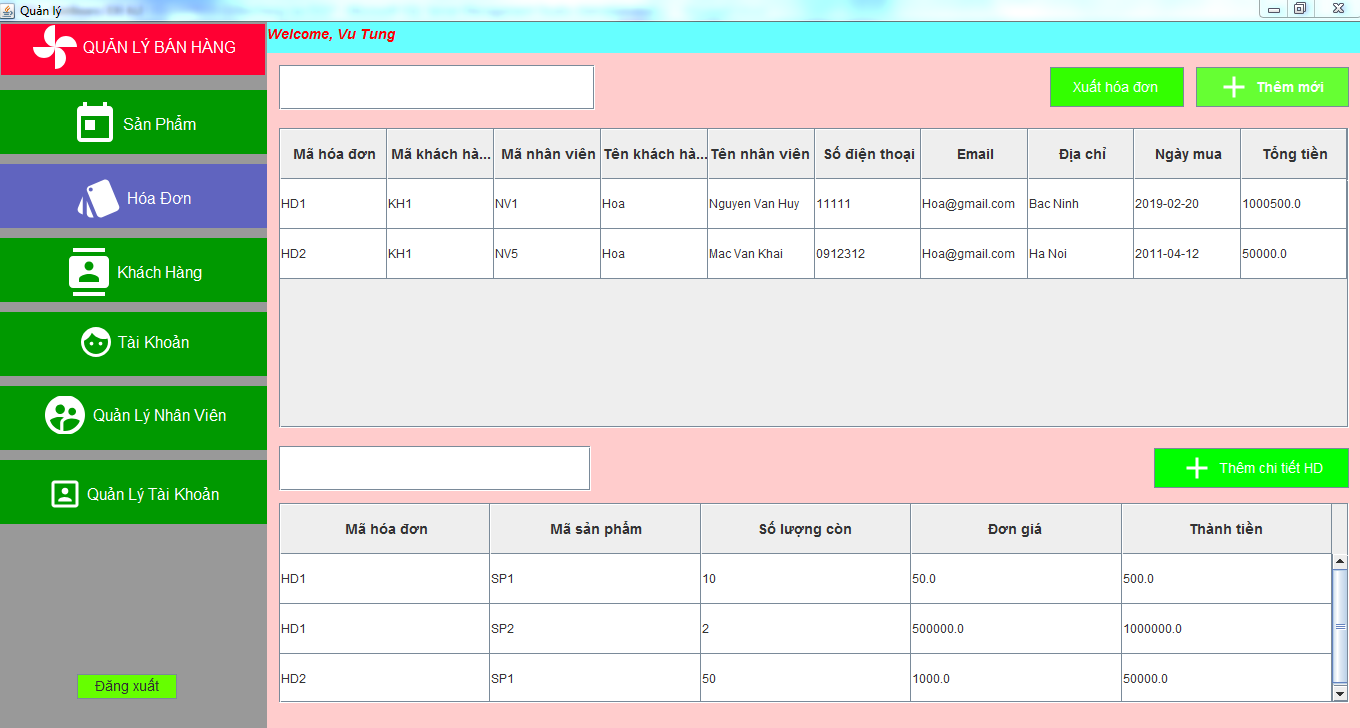 Quản lý
QUẢN LÝ BÁN HÀNG
Welcome, Vu Tung
Sản Phẩm
Hóa Đơn
Khách Hàng
Tài Khoản
Quản Lý Nhân Viên
Quản Lý Tài Khoản
Đăng xuất
Xuất hóa đơn
Thêm mới
Mã hóa đơn Mã khách hà... Mã nhân viên Tên khách hà... Tên nhân viên Số điện thoại Email Địa chỉ Ngày mua Tổng tiền
HD1 KH1 NV1 Hoa Nguyen Van Huy 11111 Hoa@gmail.com Bac Ninh 2019-02-20 1000500.0
HD2 KH1 NV5 Hoa Mac Van Khai 0912312 Hoa@gmail.com Ha Noi 2011-04-12 50000.0
Thêm chi tiết HD
Mã hóa đơn Mã sản phẩm Số lượng còn Đơn giá Thành tiền
HD1 SP1 10 50.0 500.0
HD1 SP2 2 500000.0 1000000.0
HD2 SP1 50 1000.0 50000.0